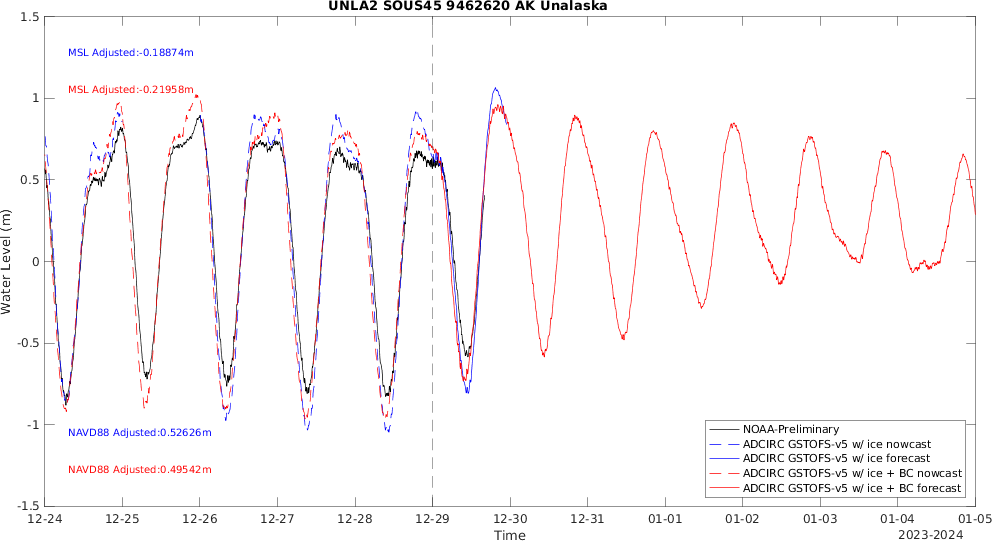 UNLA2 SOUS45 9462620 AK Unalaska
1.5
MSL Adjusted:-0.18874m
MSL Adjusted:-0.21958m
1
0.5
Water Level (m)
0
-0.5
-1
NAVD88 Adjusted:0.52626m
NAVD88 Adjusted:0.49542m
-1.5
NOAA-Preliminary
ADCIRC GSTOFS-v5 w/ ice nowcast
ADCIRC GSTOFS-v5 w/ ice forecast
ADCIRC GSTOFS-v5 w/ ice + BC nowcast
ADCIRC GSTOFS-v5 w/ ice + BC forecast
12-24 12-25 12-26 12-27 12-28 12-29 12-30 12-31 01-01 01-02 01-03 01-04 01-05
Time
2023-2024